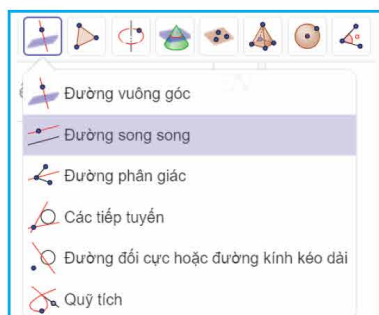 Đường vuông góc
Đường song song
Đường phân giác
Các tiếp tuyến
Đường đối cực hoặc đường kính kéo dài
Quỹ tích